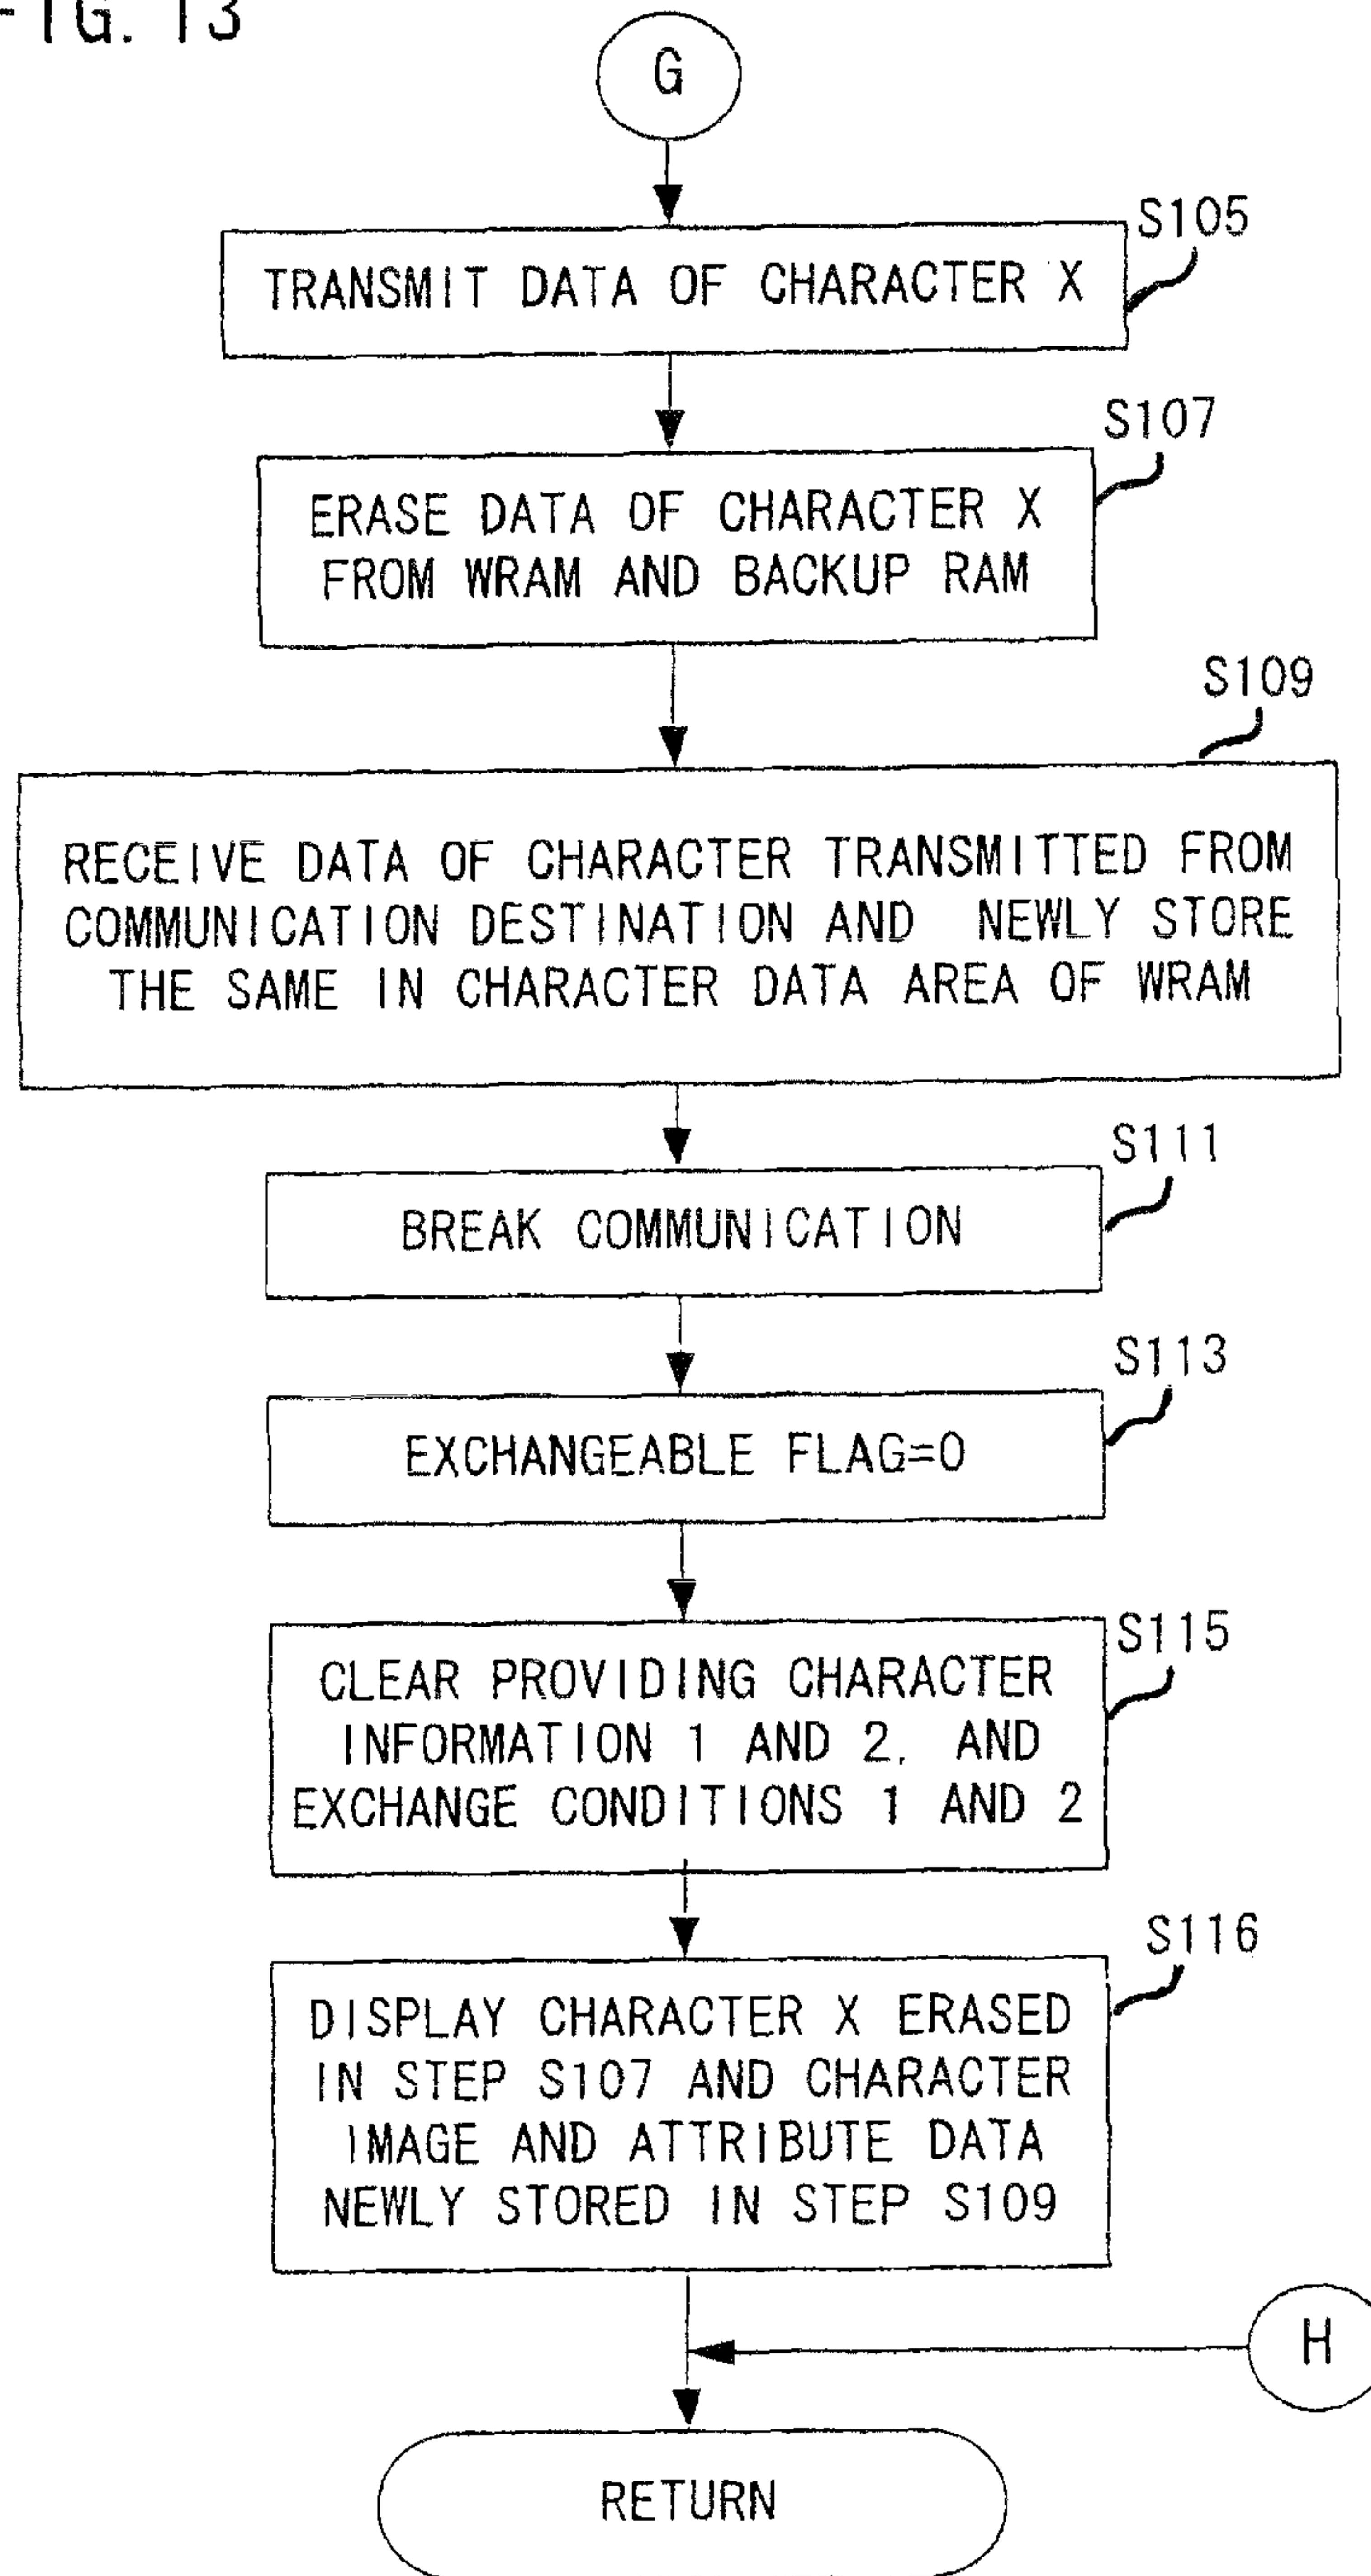 FIG. 13
G
S105
TRANSMIT DATA OF CHARACTER X
S107
ERASE DATA OF CHARACTER X
FROM WRAM AND BACKUP RAM
S109
RECEIVE DATA OF CHARACTER TRANSMITTED FROM
COMMUNICATION DESTINATION AND NEWLY STORE
THE SAME IN CHARACTER DATA AREA OF WRAM
S111
BREAK COMMUNICATION
S113
EXCHANGEABLE FLAG=0
S115
CLEAR PROVIDING CHARACTER
INFORMATION 1 AND 2, AND
EXCHANGE CONDITIONS 1 AND 2
S116
DISPLAY CHARACTER X ERASED
IN STEP S107 AND CHARACTER
IMAGE AND ATTRIBUTE DATA
NEWLY STORED IN STEP S109
H
RETURN